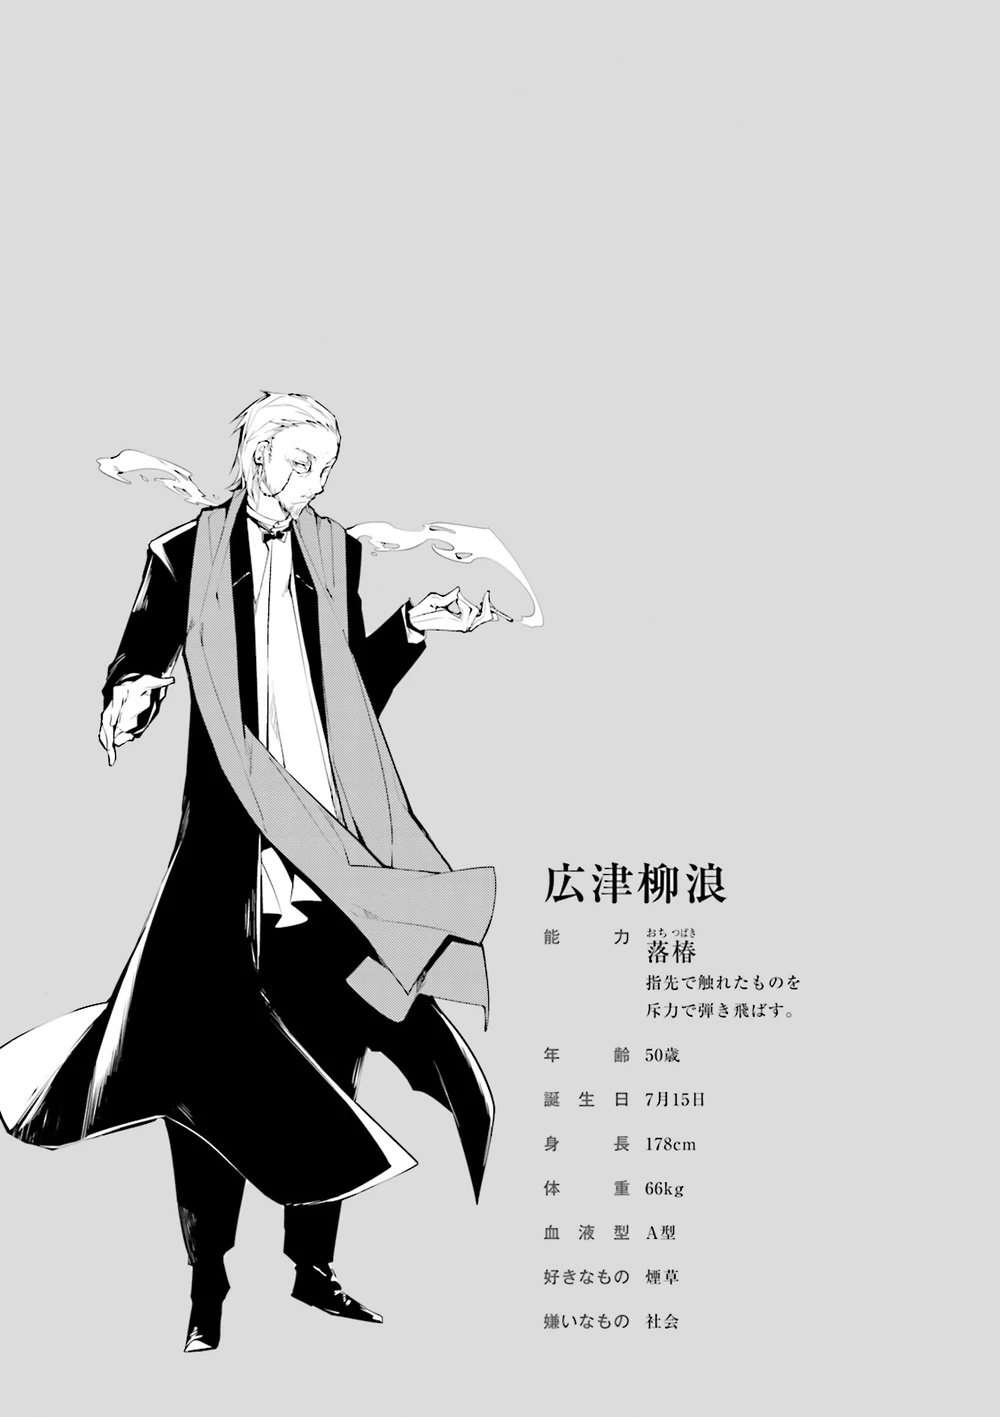 広津柳浪
能力 落椿
おちつばき
指先で触れたものを
斥力で弾き飛ばす。
年齢 50歳
誕生日 7月15日
身長 178cm
体重 66kg
血液型 A型
好きなもの 煙草
嫌いなもの 社会